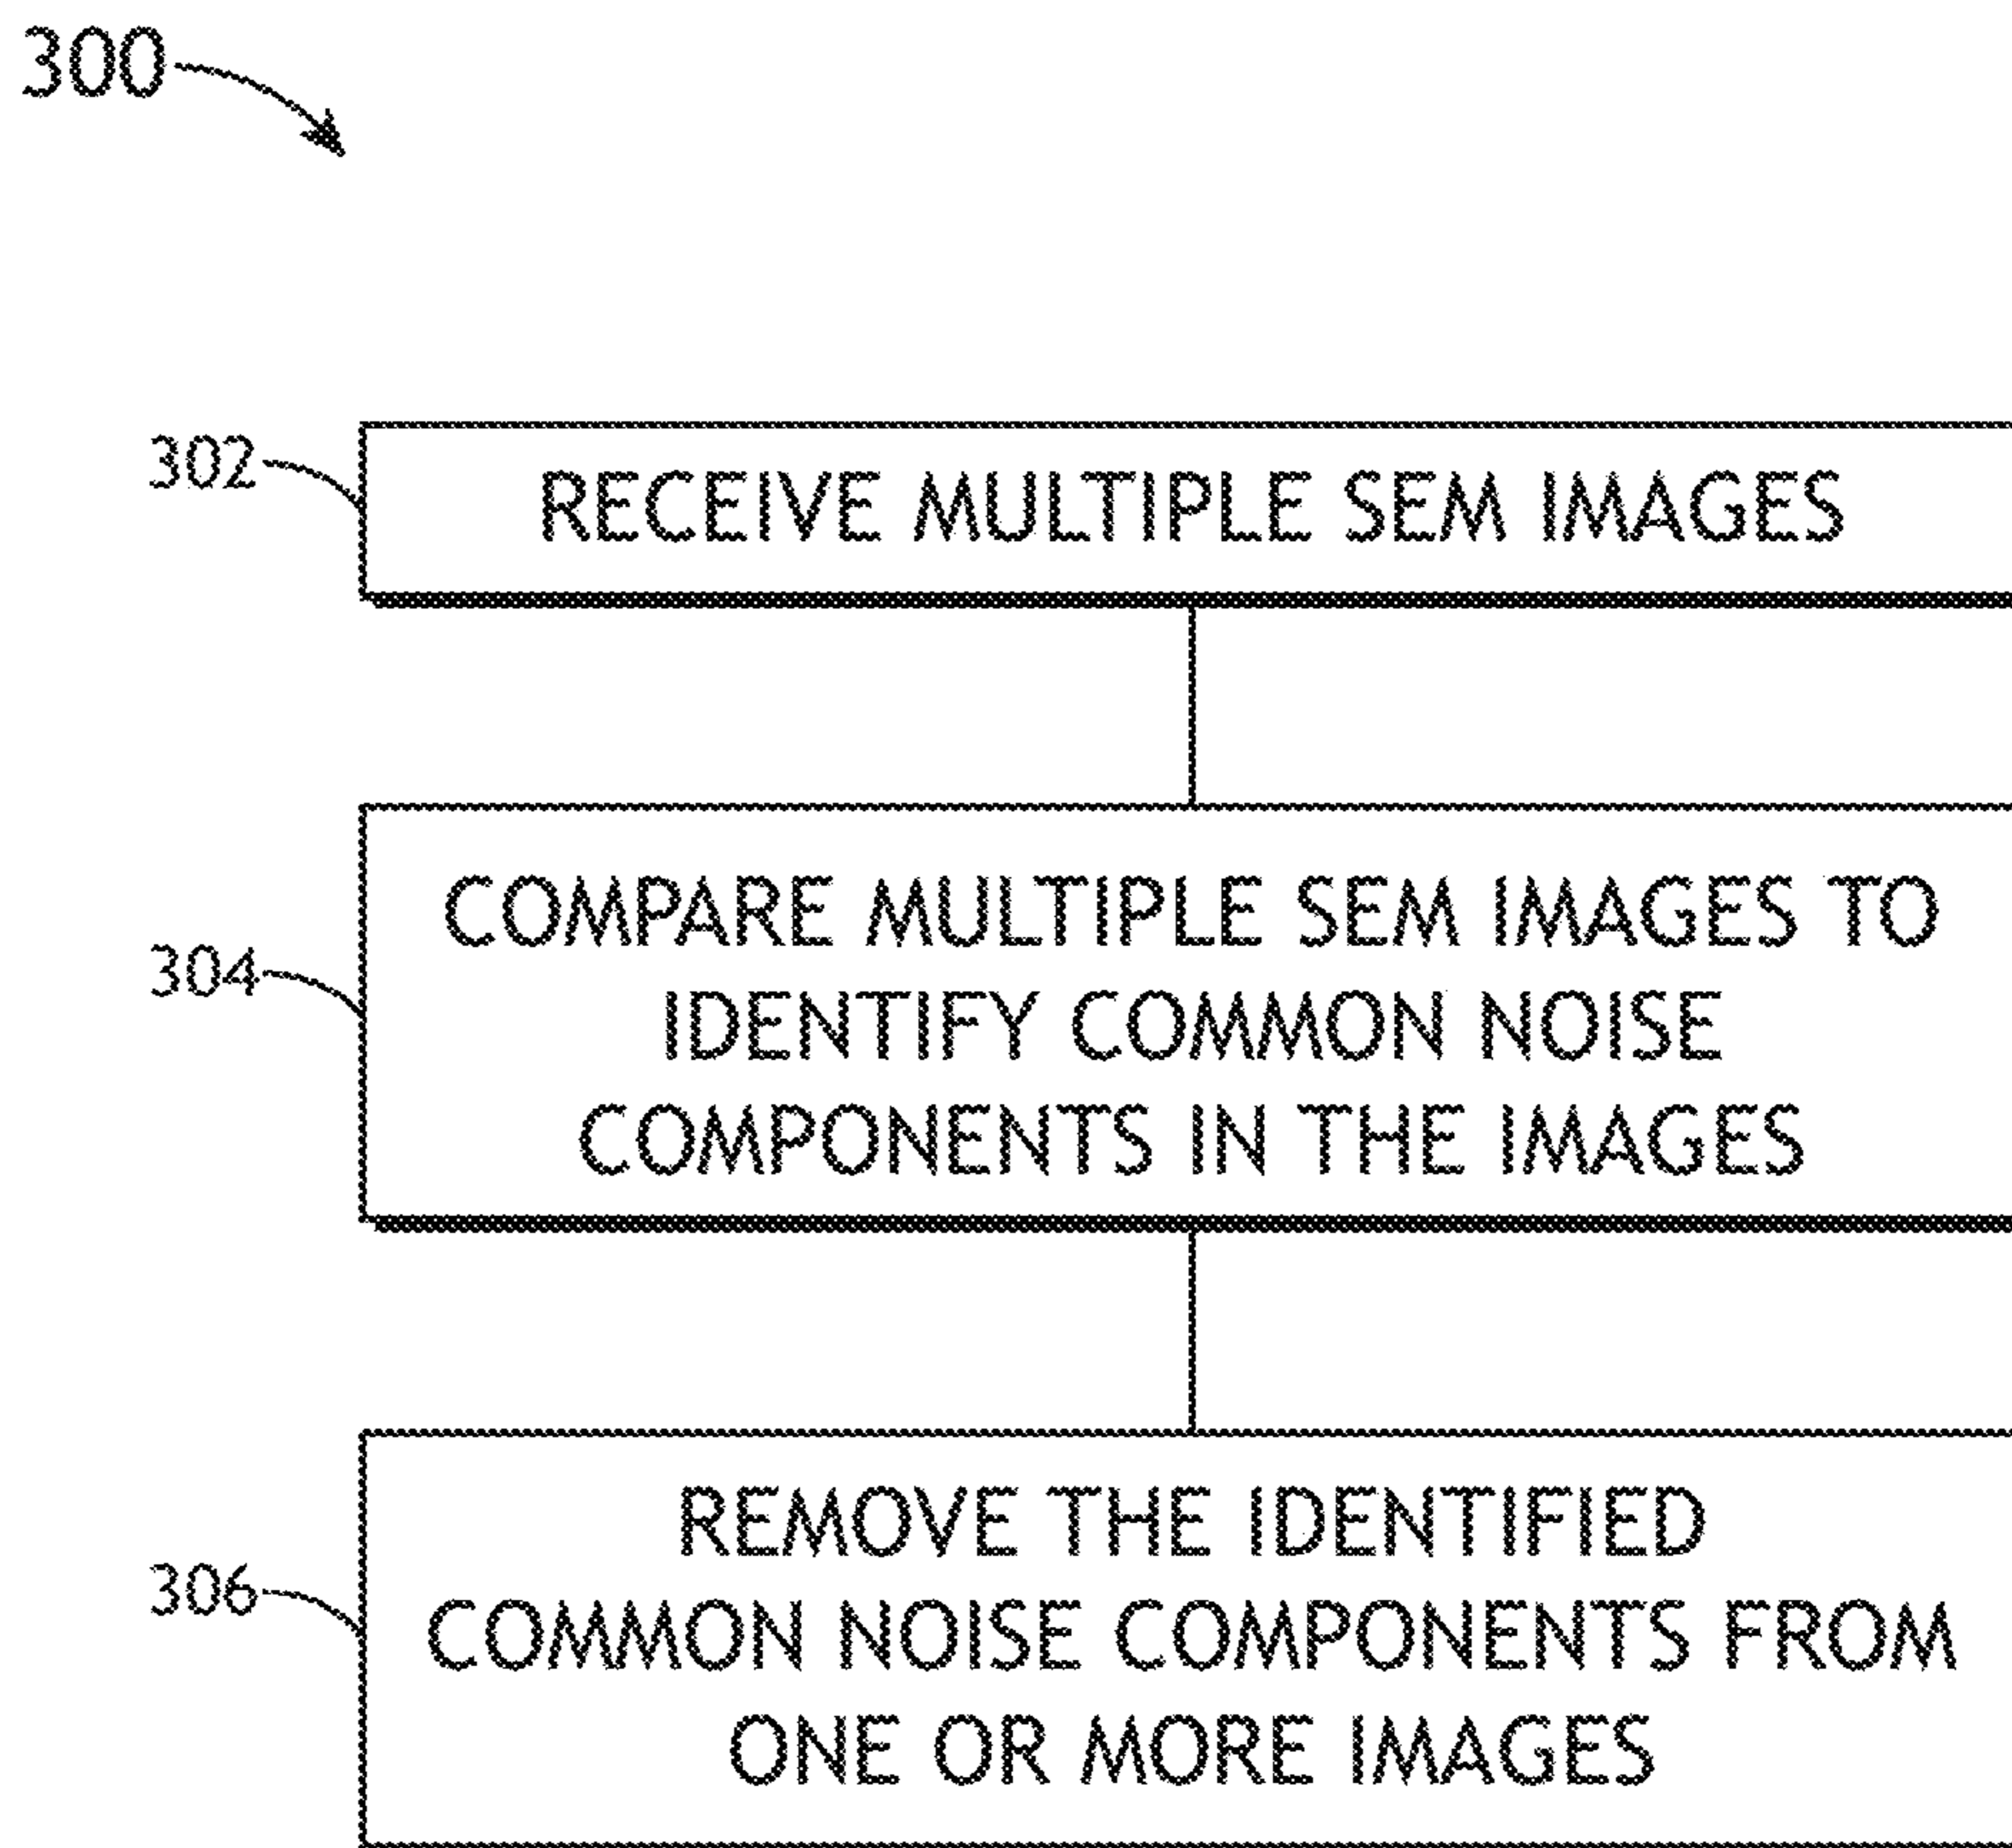 300
302
RECEIVE MULTIPLE SEM IMAGES
304
COMPARE MULTIPLE SEM IMAGES TO
IDENTIFY COMMON NOISE
COMPONENTS IN THE IMAGES
306
REMOVE THE IDENTIFIED
COMMON NOISE COMPONENTS FROM
ONE OR MORE IMAGES